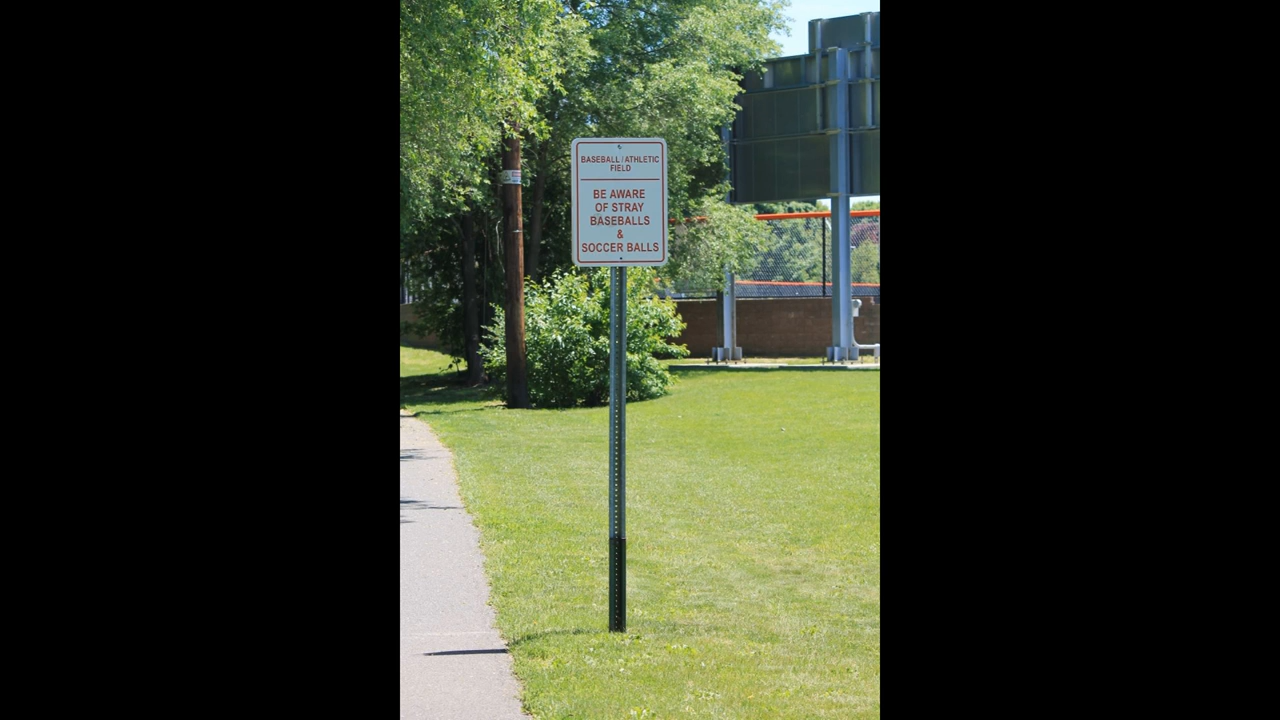 BASEBALL / ATHLETIC
FIELD
BE AWARE
OF STRAY
BASEBALLS
&
SOCCER BALLS